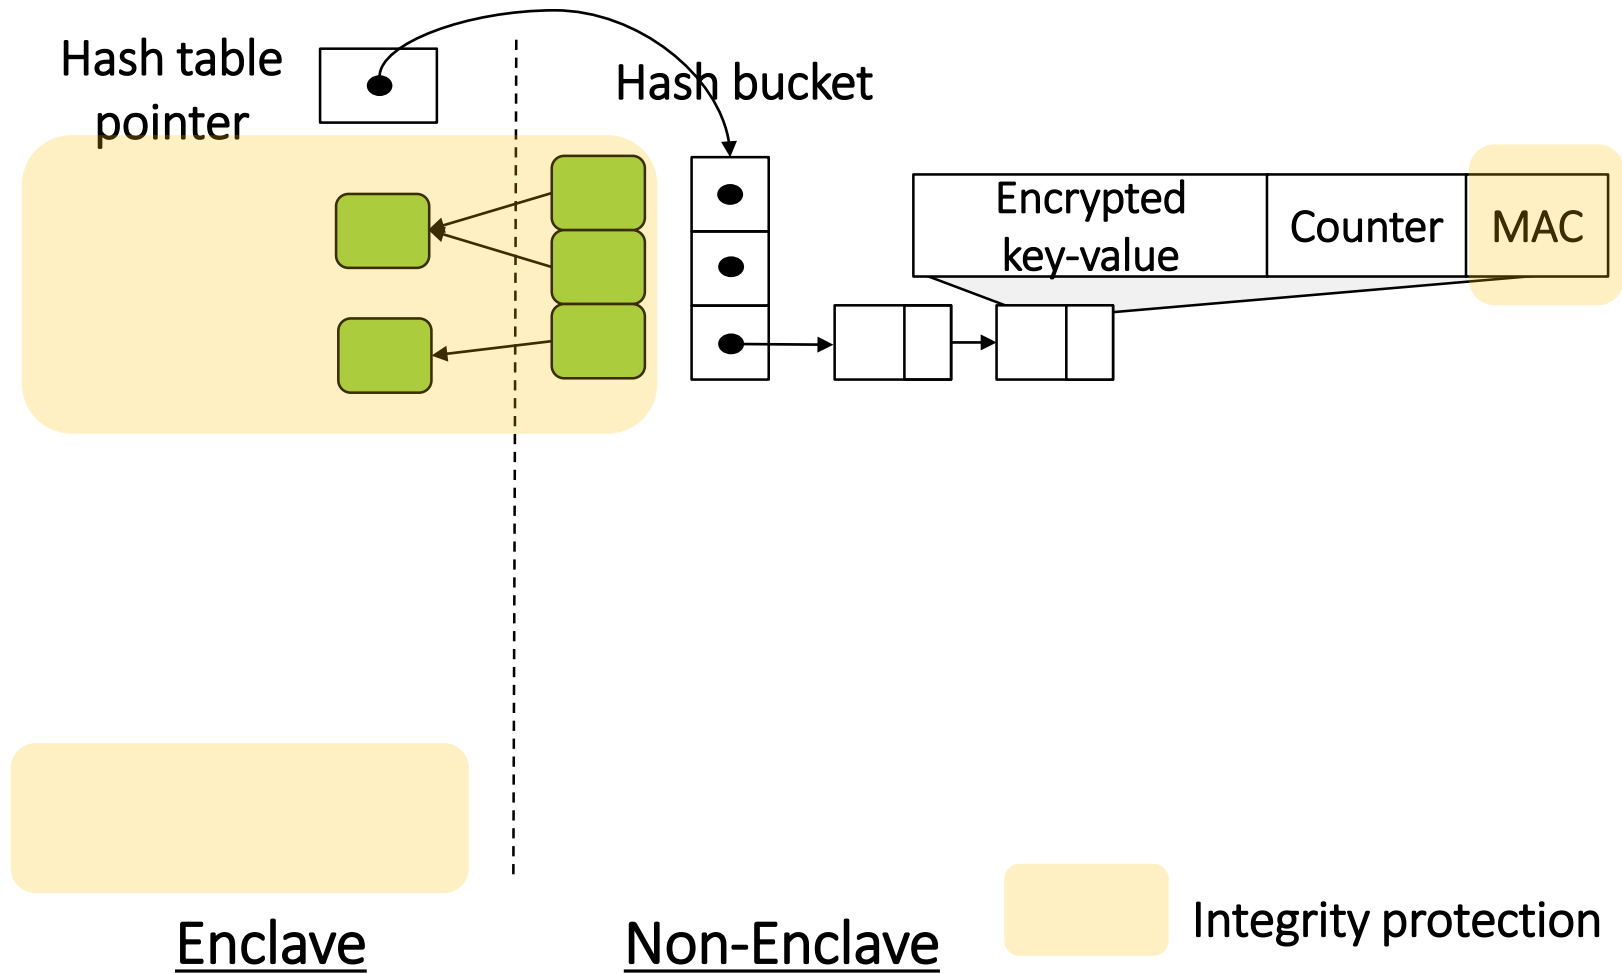 Hash table
pointer
Hash bucket
Encrypted
key-value
Counter
MAC
Enclave
Non-Enclave
Integrity protection